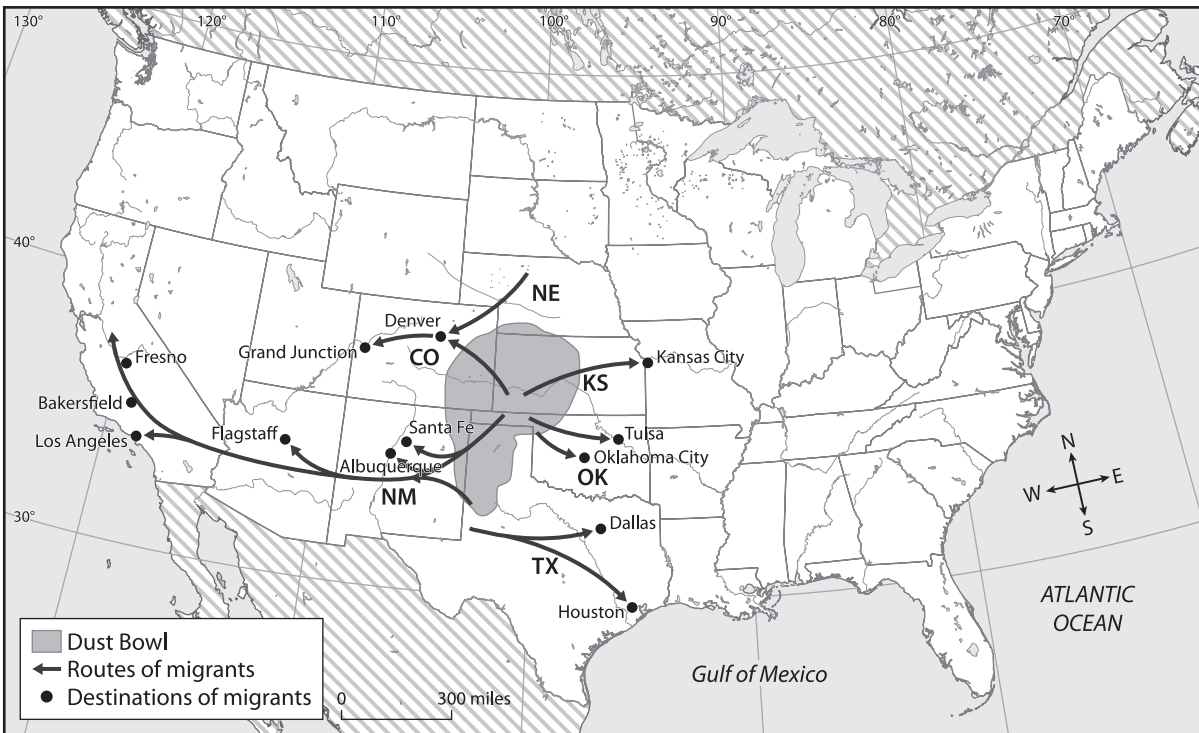 130°
120°
110°
100°
90°
80°
70°
40°
30°
NE
Denver
Grand Junction
CO
Kansas City
KS
Fresno
Bakersfield
Los Angeles
Flagstaff
Santa Fe
Albuquerque
NM
Tulsa
Oklahoma City
OK
Dallas
TX
Houston
N
W
E
S
ATLANTIC
OCEAN
Gulf of Mexico
Dust Bowl
Routes of migrants
Destinations of migrants
0 300 miles